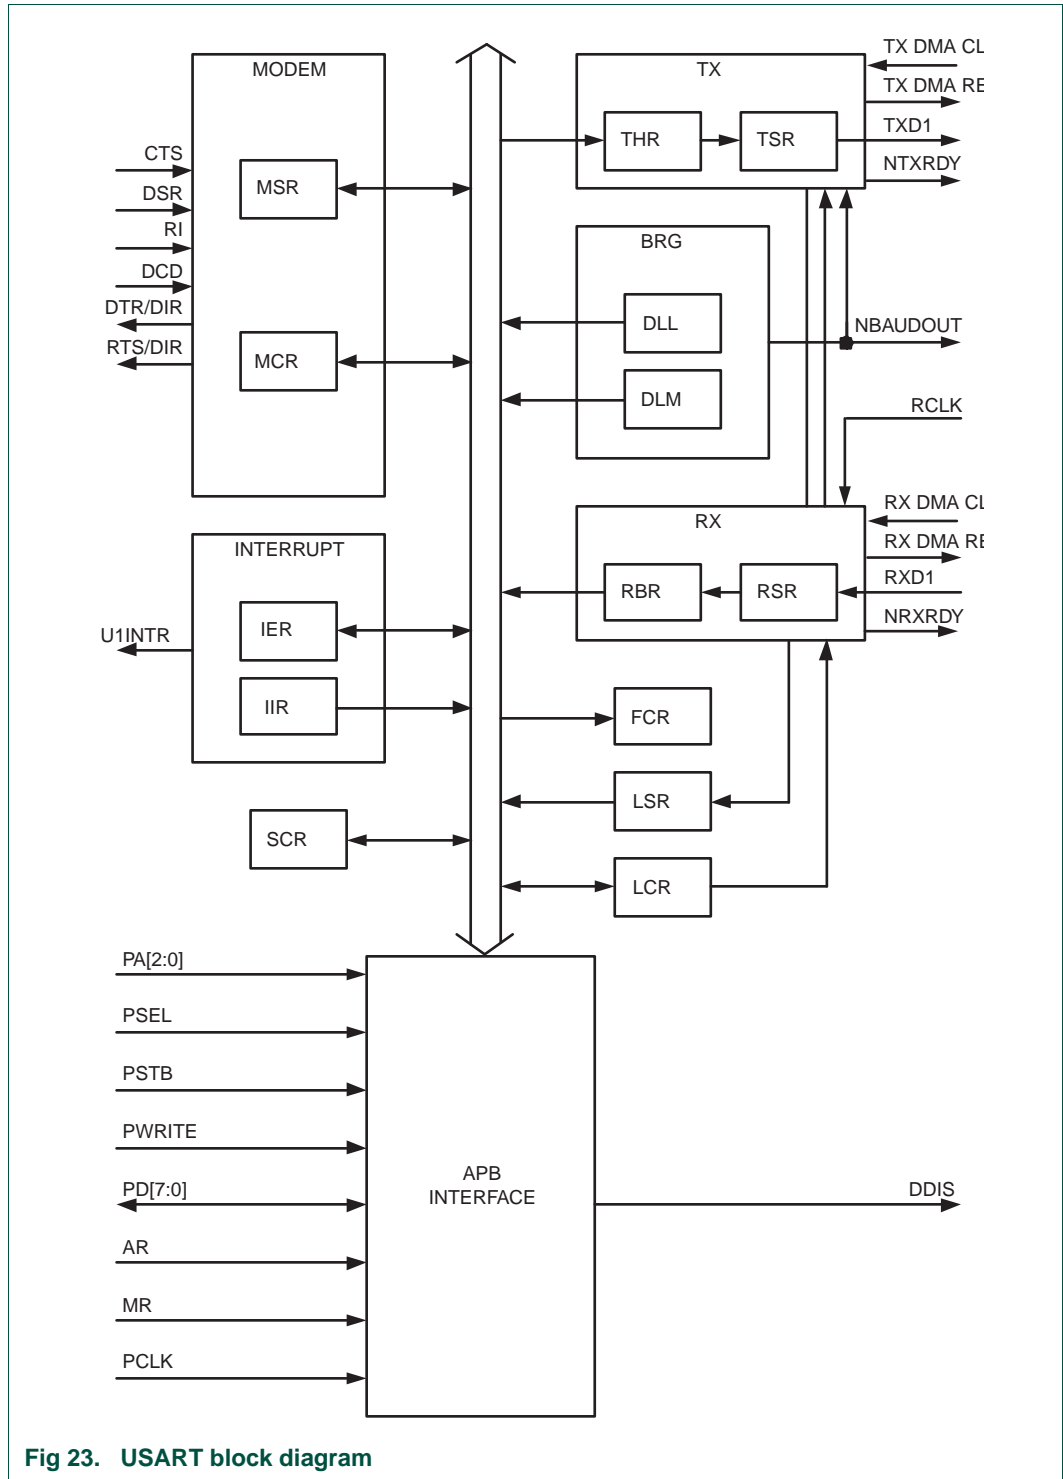 MODEM
MSR
MCR
CTS
DSR
RI
DCD
DTR/DIR
RTS/DIR
TX
THR
TSR
TX DMA CL
TX DMA RE
TXD1
NTXRDY
BRG
DLL
DLM
NBAUDOUT
RCLK
RX
RBR
RSR
RX DMA CL
RX DMA RE
RXD1
NRXRDY
INTERRUPT
IER
IIR
U1INTR
FCR
LSR
LCR
SCR
PA[2:0]
PSEL
PSTB
PWRITE
PD[7:0]
AR
MR
PCLK
APB
INTERFACE
DDIS
Fig 23. USART block diagram